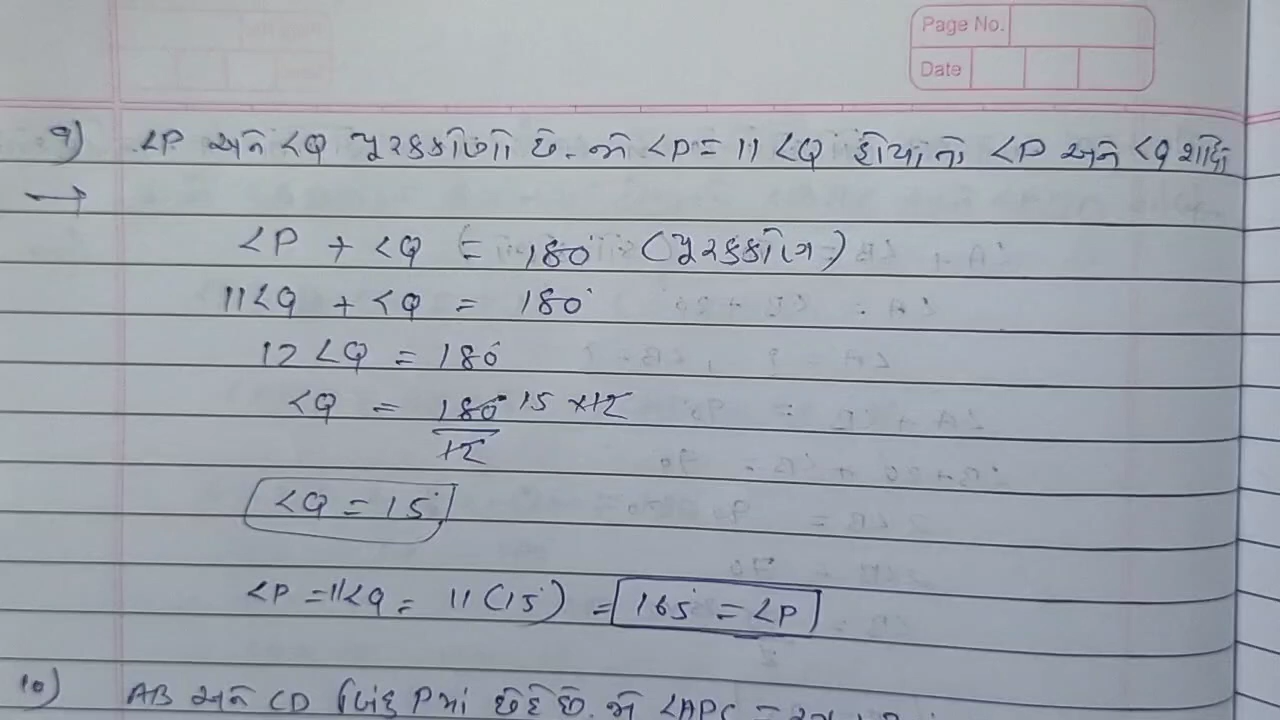 Page No.
Date
9) ∠P અને ∠Q પુરકકોણો છે. જો ∠P = 11 ∠Q હોય તો ∠P અને ∠Q શોધો
→
∠P + ∠Q = 180° (પુરકકોણ)
11∠Q + ∠Q = 180°
12 ∠Q = 180°
∠Q = 180° 15 × 12
12
∠Q = 15°
∠P = 11∠Q = 11 (15°) = 165° = ∠P
10) AB અને CD બિંદુ Pમાં છેદે છે. જો ∠APC =